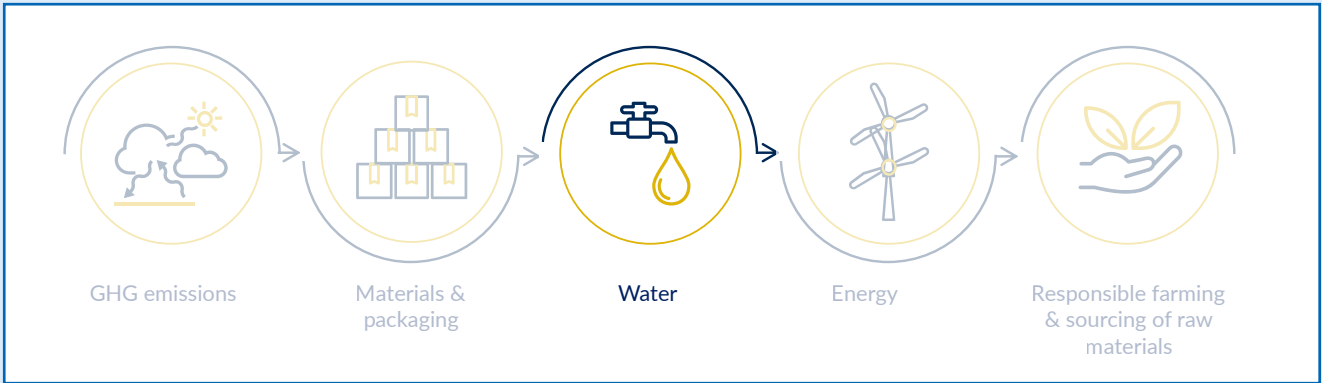 GHG emissions
Materials &
packaging
Water
Energy
Responsible farming
& sourcing of raw
materials